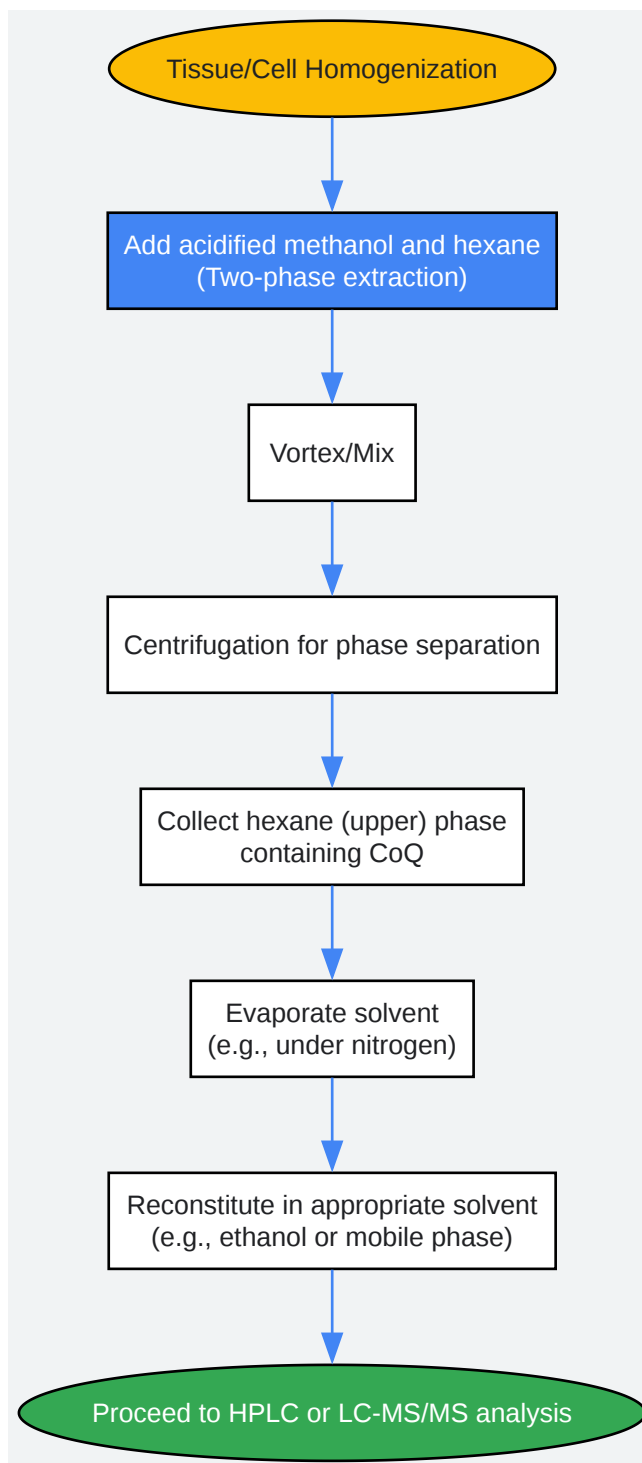 Tissue/Cell Homogenization
Add acidified methanol and hexane
(Two-phase extraction)
Vortex/Mix
Centrifugation for phase separation
Collect hexane (upper) phase
containing CoQ
Evaporate solvent
(e.g., under nitrogen)
Reconstitute in appropriate solvent
(e.g., ethanol or mobile phase)
Proceed to HPLC or LC-MS/MS analysis